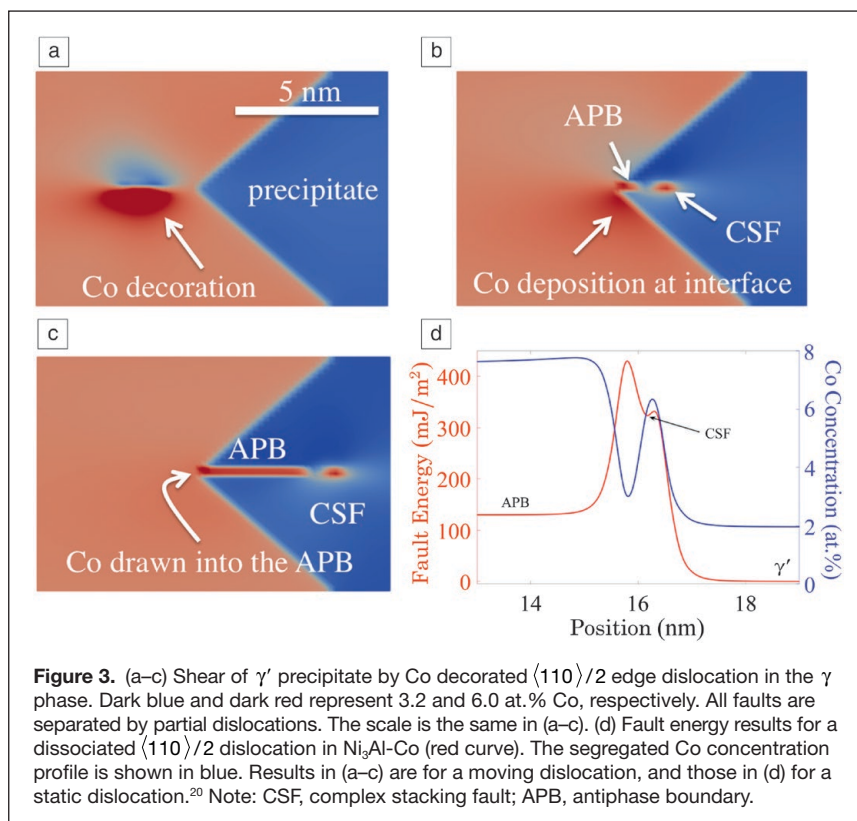 a
5 nm
precipitate
Co decoration
b
APB
CSF
Co deposition at interface
c
APB
CSF
Co drawn into the APB
d
Fault Energy (mJ/m²)
400
300
200
100
0
APB
CSF
γ′
14
16
18
Position (nm)
8
6
4
2
0
Co Concentration (at.%)
Figure 3. (a–c) Shear of γ′ precipitate by Co decorated ⟨110⟩/2 edge dislocation in the γ
phase. Dark blue and dark red represent 3.2 and 6.0 at.% Co, respectively. All faults are
separated by partial dislocations. The scale is the same in (a–c). (d) Fault energy results for a
dissociated ⟨110⟩/2 dislocation in Ni₃Al-Co (red curve). The segregated Co concentration
profile is shown in blue. Results in (a–c) are for a moving dislocation, and those in (d) for a
static dislocation.²⁰ Note: CSF, complex stacking fault; APB, antiphase boundary.